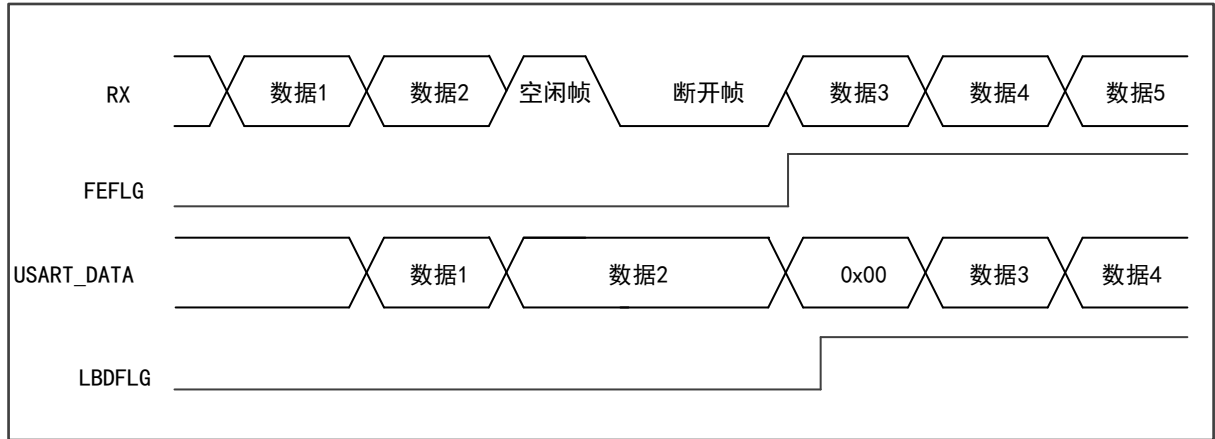 RX 数据1 数据2 空闲帧 断开帧 数据3 数据4 数据5
FEFLG
USART_DATA 数据1 数据2 0x00 数据3 数据4
LBDFLG